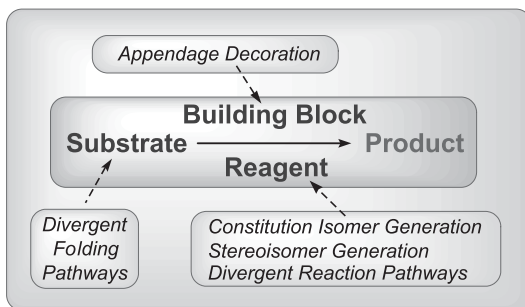 Appendage Decoration
Building Block
Substrate
Product
Reagent
Divergent
Folding
Pathways
Constitution Isomer Generation
Stereoisomer Generation
Divergent Reaction Pathways